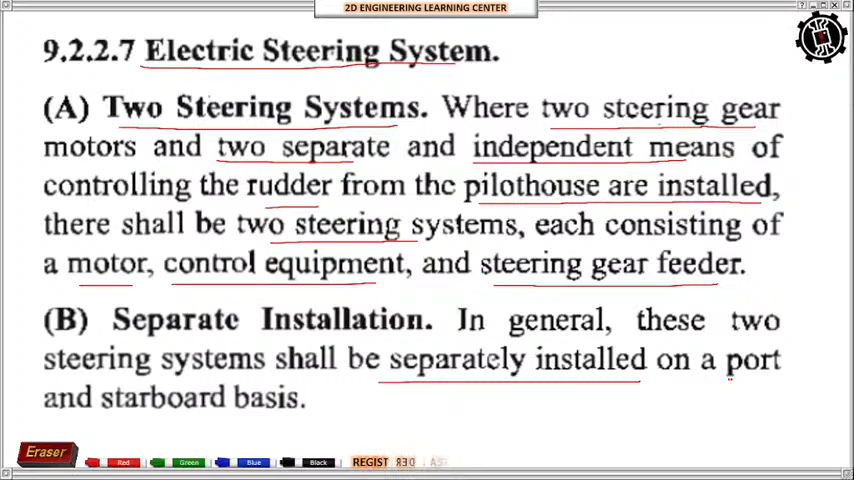 2D ENGINEERING LEARNING CENTER
9.2.2.7 Electric Steering System.
(A) Two Steering Systems. Where two steering gear
motors and two separate and independent means of
controlling the rudder from the pilothouse are installed,
there shall be two steering systems, each consisting of
a motor, control equipment, and steering gear feeder.
(B) Separate Installation. In general, these two
steering systems shall be separately installed on a port
and starboard basis.
Eraser Red Green Blue Black REGIST